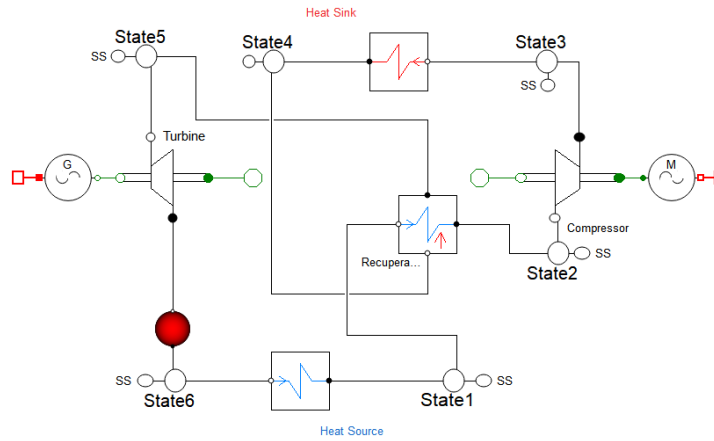 Heat Sink
State5
State4
State3
SS
SS
Turbine
G
M
Compressor
Recupera...
SS
State2
SS
SS
State6
State1
Heat Source